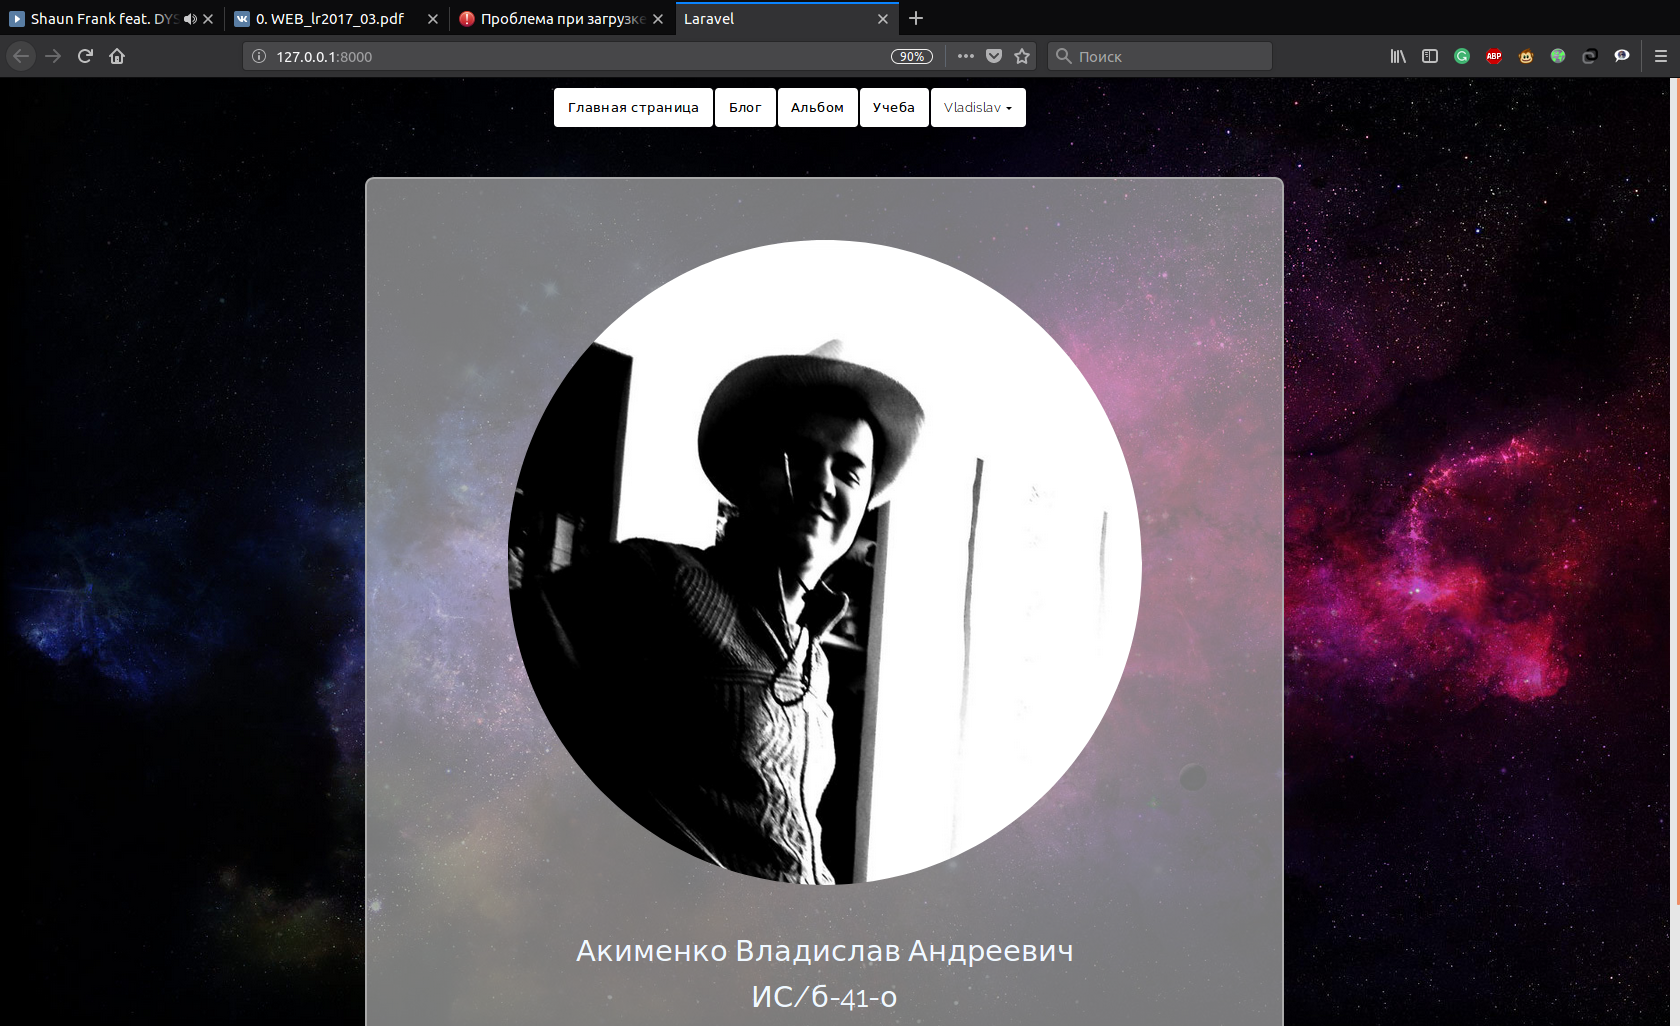 Shaun Frank feat. DYS
0. WEB_lr2017_03.pdf
Проблема при загрузке
Laravel
127.0.0.1:8000
90%
Поиск
ABP
Главная страница
Блог
Альбом
Учеба
Vladislav
Акименко Владислав Андреевич
ИС/б-41-о